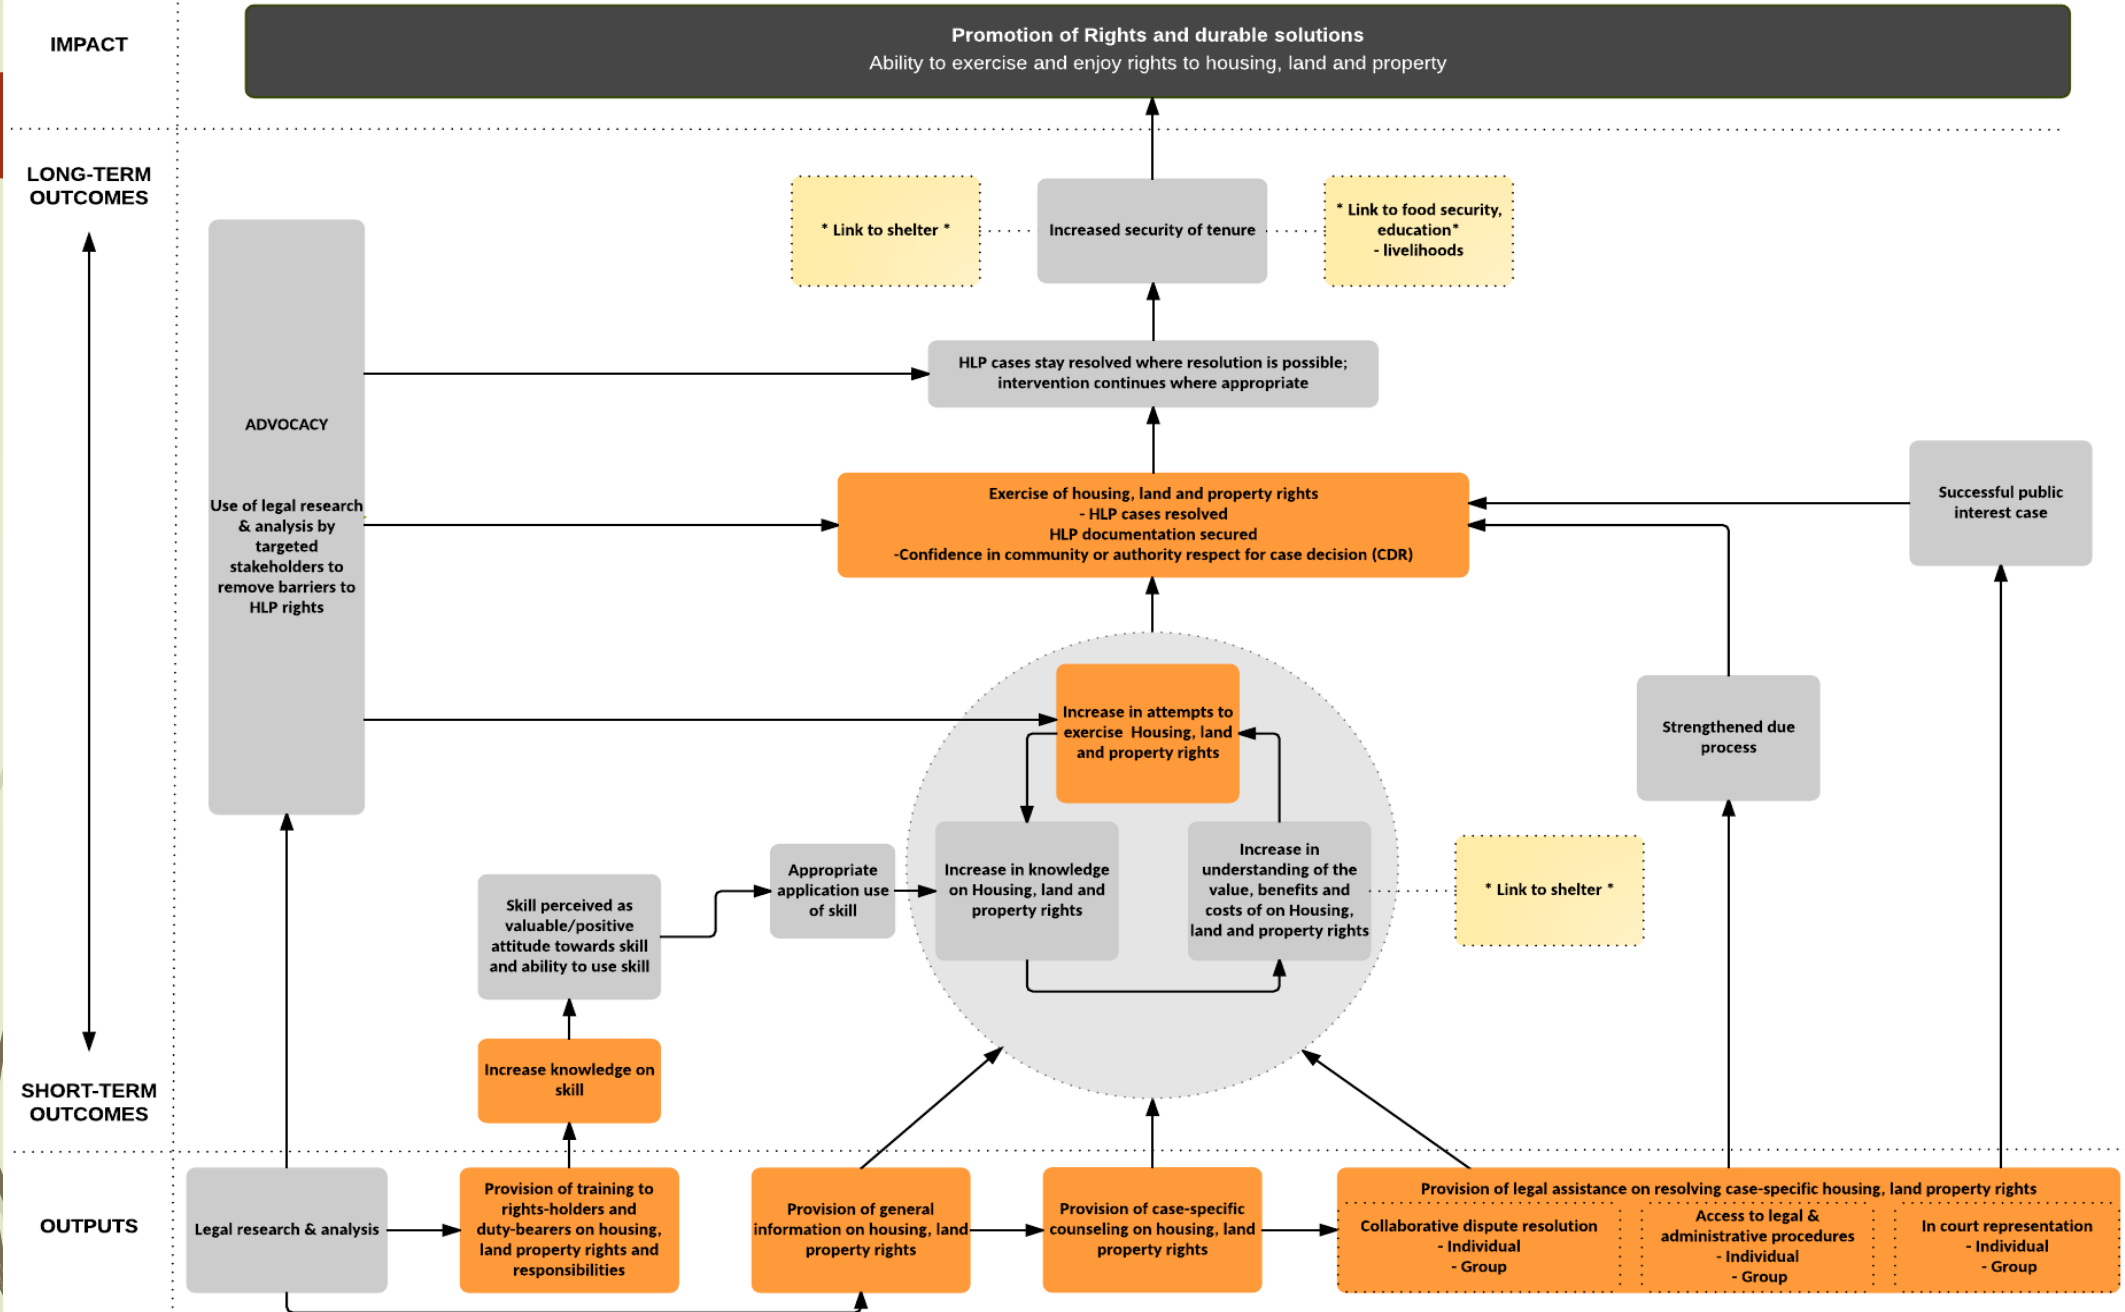 IMPACT
Promotion of Rights and durable solutions
Ability to exercise and enjoy rights to housing, land and property
LONG-TERM
OUTCOMES
* Link to shelter *
Increased security of tenure
* Link to food security,
education*
- livelihoods
HLP cases stay resolved where resolution is possible;
intervention continues where appropriate
ADVOCACY
Use of legal research
& analysis by
targeted
stakeholders to
remove barriers to
HLP rights
Exercise of housing, land and property rights
- HLP cases resolved
HLP documentation secured
-Confidence in community or authority respect for case decision (CDR)
Successful public
interest case
Increase in attempts to
exercise Housing, land
and property rights
Strengthened due
process
Skill perceived as
valuable/positive
attitude towards skill
and ability to use skill
Appropriate
application use
of skill
Increase in knowledge
on Housing, land and
property rights
Increase in
understanding of the
value, benefits and
costs of on Housing,
land and property rights
* Link to shelter *
Increase knowledge on
skill
SHORT-TERM
OUTCOMES
OUTPUTS
Legal research & analysis
Provision of training to
rights-holders and
duty-bearers on housing,
land property rights and
responsibilities
Provision of general
information on housing, land
property rights
Provision of case-specific
counseling on housing, land
property rights
Provision of legal assistance on resolving case-specific housing, land property rights
Collaborative dispute resolution
- Individual
- Group
Access to legal &
administrative procedures
- Individual
- Group
In court representation
- Individual
- Group